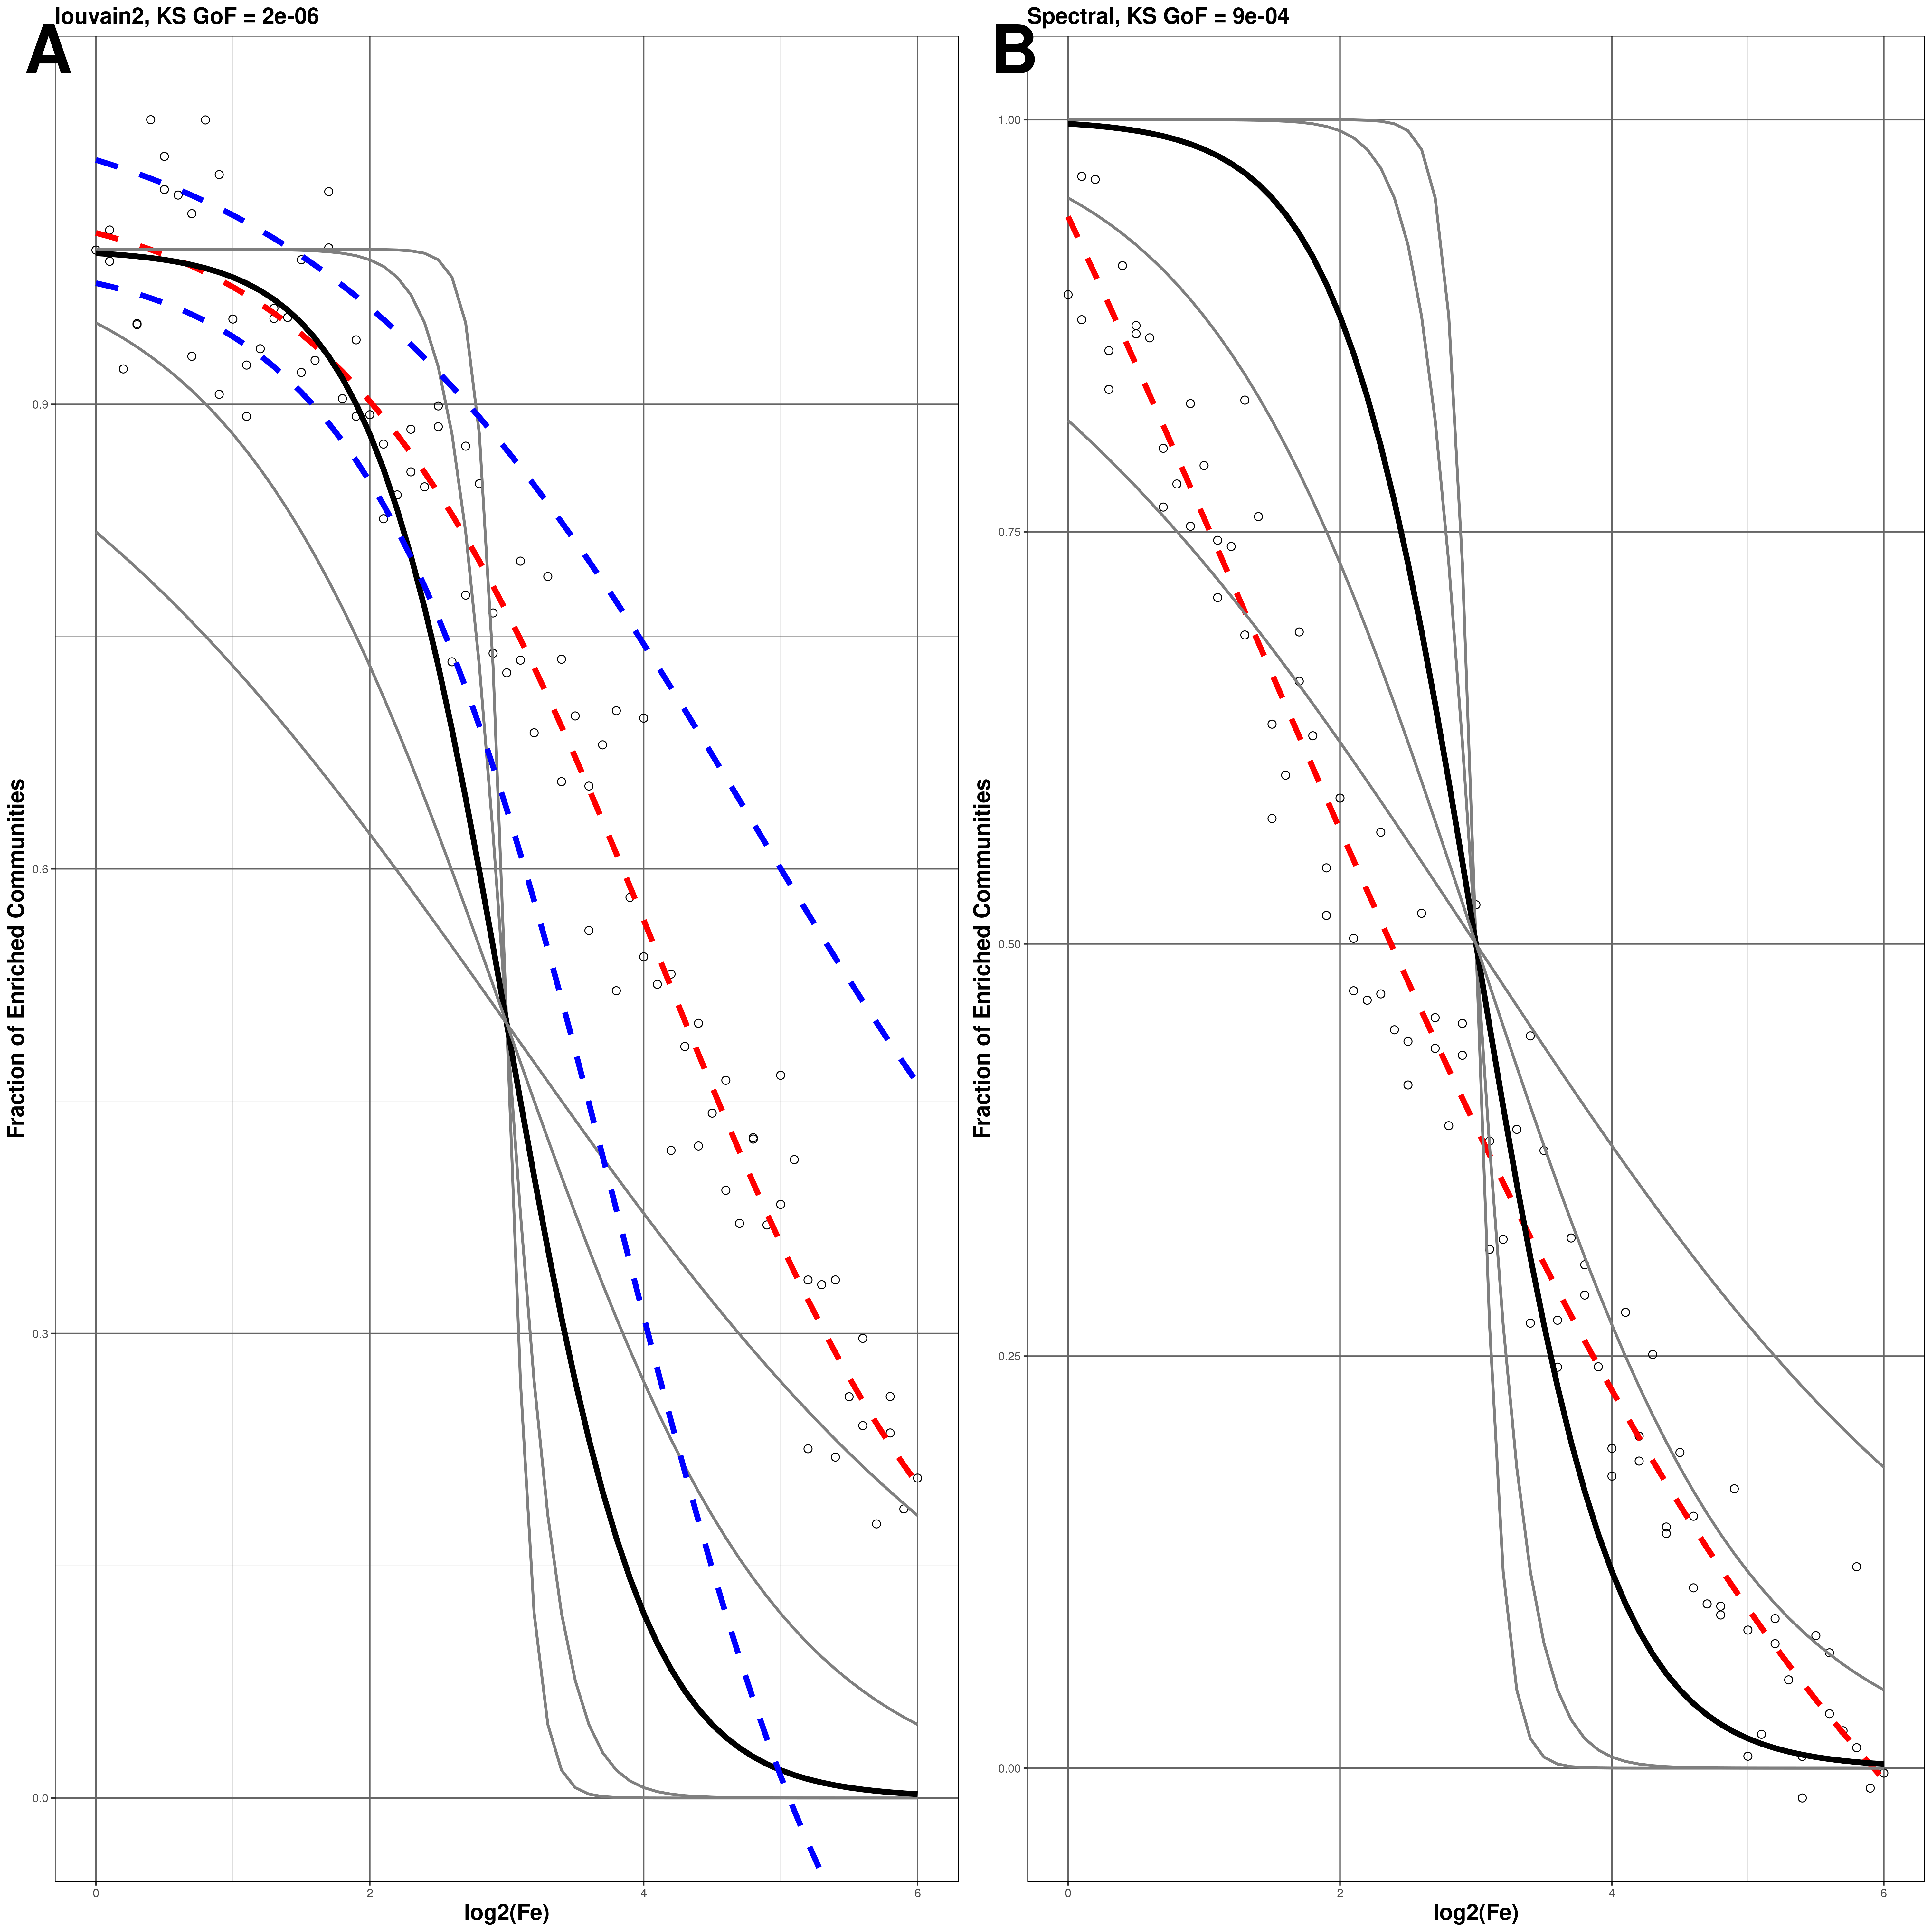 louvain2, KS GoF = 2e-06
A
Fraction of Enriched Communities
0.9
0.6
0.3
0.0
0 2 4 6
log2(Fe)
Spectral, KS GoF = 9e-04
B
Fraction of Enriched Communities
1.00
0.75
0.50
0.25
0.00
0 2 4 6
log2(Fe)